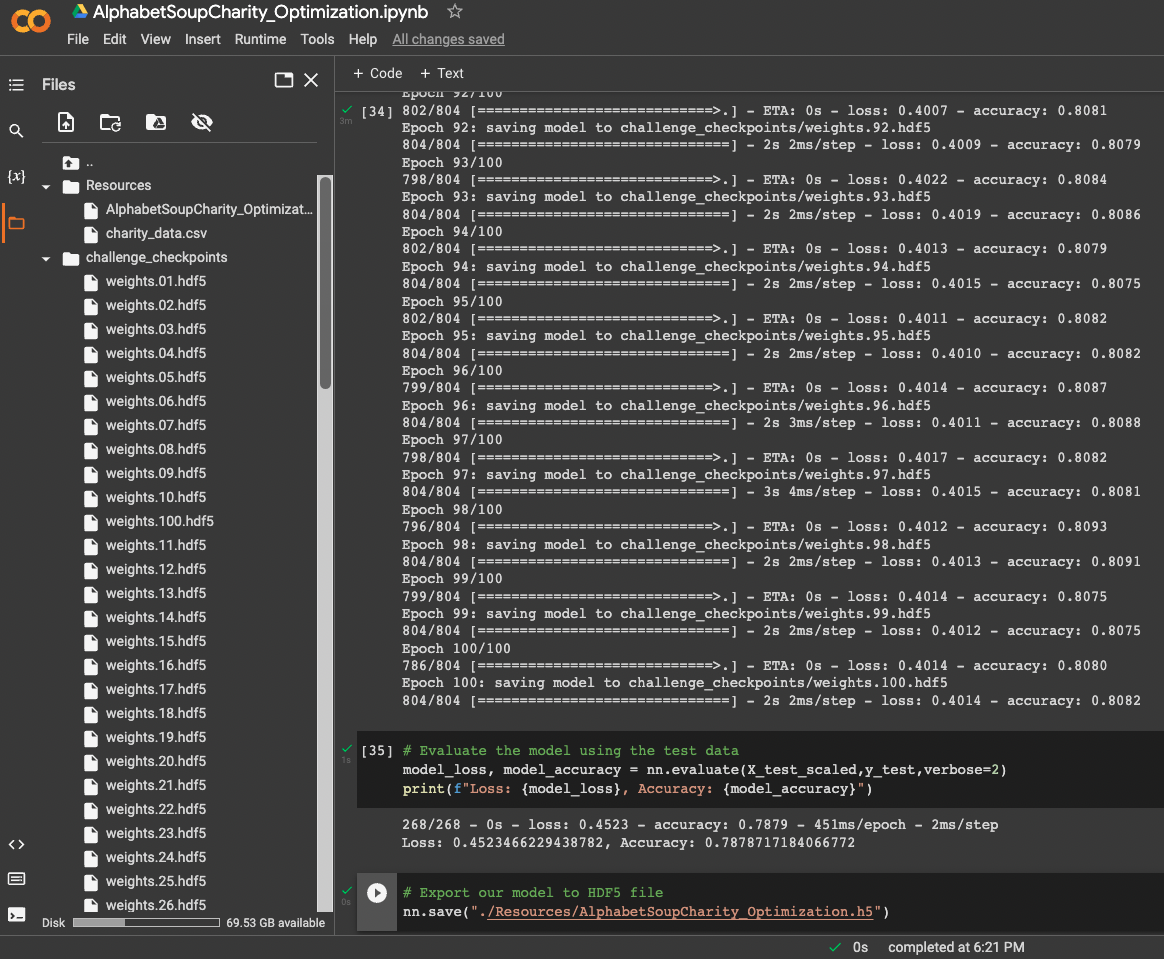 AlphabetSoupCharity_Optimization.ipynb
File Edit View Insert Runtime Tools Help All changes saved
Files
+ Code + Text
{x}
..
Resources
AlphabetSoupCharity_Optimizat...
charity_data.csv
challenge_checkpoints
weights.01.hdf5
weights.02.hdf5
weights.03.hdf5
weights.04.hdf5
weights.05.hdf5
weights.06.hdf5
weights.07.hdf5
weights.08.hdf5
weights.09.hdf5
weights.10.hdf5
weights.100.hdf5
weights.11.hdf5
weights.12.hdf5
weights.13.hdf5
weights.14.hdf5
weights.15.hdf5
weights.16.hdf5
weights.17.hdf5
weights.18.hdf5
weights.19.hdf5
weights.20.hdf5
weights.21.hdf5
weights.22.hdf5
weights.23.hdf5
weights.24.hdf5
weights.25.hdf5
weights.26.hdf5
Disk 69.53 GB available
Epoch 92/100
3m
[34] 802/804 [============================>.] - ETA: 0s - loss: 0.4007 - accuracy: 0.8081
Epoch 92: saving model to challenge_checkpoints/weights.92.hdf5
804/804 [==============================] - 2s 2ms/step - loss: 0.4009 - accuracy: 0.8079
Epoch 93/100
798/804 [============================>.] - ETA: 0s - loss: 0.4022 - accuracy: 0.8084
Epoch 93: saving model to challenge_checkpoints/weights.93.hdf5
804/804 [==============================] - 2s 2ms/step - loss: 0.4019 - accuracy: 0.8086
Epoch 94/100
802/804 [============================>.] - ETA: 0s - loss: 0.4013 - accuracy: 0.8079
Epoch 94: saving model to challenge_checkpoints/weights.94.hdf5
804/804 [==============================] - 2s 2ms/step - loss: 0.4015 - accuracy: 0.8075
Epoch 95/100
802/804 [============================>.] - ETA: 0s - loss: 0.4011 - accuracy: 0.8082
Epoch 95: saving model to challenge_checkpoints/weights.95.hdf5
804/804 [==============================] - 2s 2ms/step - loss: 0.4010 - accuracy: 0.8082
Epoch 96/100
799/804 [============================>.] - ETA: 0s - loss: 0.4014 - accuracy: 0.8087
Epoch 96: saving model to challenge_checkpoints/weights.96.hdf5
804/804 [==============================] - 2s 3ms/step - loss: 0.4011 - accuracy: 0.8088
Epoch 97/100
798/804 [============================>.] - ETA: 0s - loss: 0.4017 - accuracy: 0.8082
Epoch 97: saving model to challenge_checkpoints/weights.97.hdf5
804/804 [==============================] - 3s 4ms/step - loss: 0.4015 - accuracy: 0.8081
Epoch 98/100
796/804 [============================>.] - ETA: 0s - loss: 0.4012 - accuracy: 0.8093
Epoch 98: saving model to challenge_checkpoints/weights.98.hdf5
804/804 [==============================] - 2s 2ms/step - loss: 0.4013 - accuracy: 0.8091
Epoch 99/100
799/804 [============================>.] - ETA: 0s - loss: 0.4014 - accuracy: 0.8075
Epoch 99: saving model to challenge_checkpoints/weights.99.hdf5
804/804 [==============================] - 2s 2ms/step - loss: 0.4012 - accuracy: 0.8075
Epoch 100/100
786/804 [============================>.] - ETA: 0s - loss: 0.4014 - accuracy: 0.8080
Epoch 100: saving model to challenge_checkpoints/weights.100.hdf5
804/804 [==============================] - 2s 2ms/step - loss: 0.4014 - accuracy: 0.8082
1s
[35] # Evaluate the model using the test data
model_loss, model_accuracy = nn.evaluate(X_test_scaled,y_test,verbose=2)
print(f"Loss: {model_loss}, Accuracy: {model_accuracy}")
268/268 - 0s - loss: 0.4523 - accuracy: 0.7879 - 451ms/epoch - 2ms/step
Loss: 0.4523466229438782, Accuracy: 0.7878717184066772
0s
# Export our model to HDF5 file
nn.save("./Resources/AlphabetSoupCharity_Optimization.h5")
0s completed at 6:21 PM